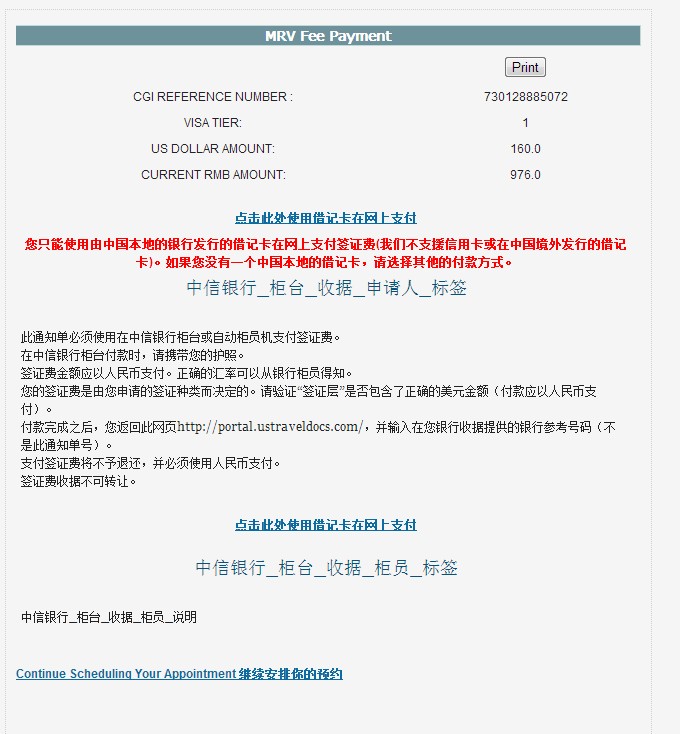 MRV Fee Payment
Print
CGI REFERENCE NUMBER : 730128885072
VISA TIER: 1
US DOLLAR AMOUNT: 160.0
CURRENT RMB AMOUNT: 976.0
点击此处使用借记卡在网上支付
您只能使用由中国本地的银行发行的借记卡在网上支付签证费(我们不支援信用卡或在中国境外发行的借记
卡)。如果您没有一个中国本地的借记卡，请选择其他的付款方式。
中信银行_柜台_收据_申请人_标签
此通知单必须使用在中信银行柜台或自动柜员机支付签证费。
在中信银行柜台付款时，请携带您的护照。
签证费金额应以人民币支付。正确的汇率可以从银行柜员得知。
您的签证费是由您申请的签证种类而决定的。请验证“签证层”是否包含了正确的美元金额（付款应以人民币支
付）。
付款完成之后，您返回此网页http://portal.ustraveldocs.com/，并输入在您银行收据提供的银行参考号码（不
是此通知单号）。
支付签证费将不予退还，并必须使用人民币支付。
签证费收据不可转让。
点击此处使用借记卡在网上支付
中信银行_柜台_收据_柜员_标签
中信银行_柜台_收据_柜员_说明
Continue Scheduling Your Appointment 继续安排你的预约